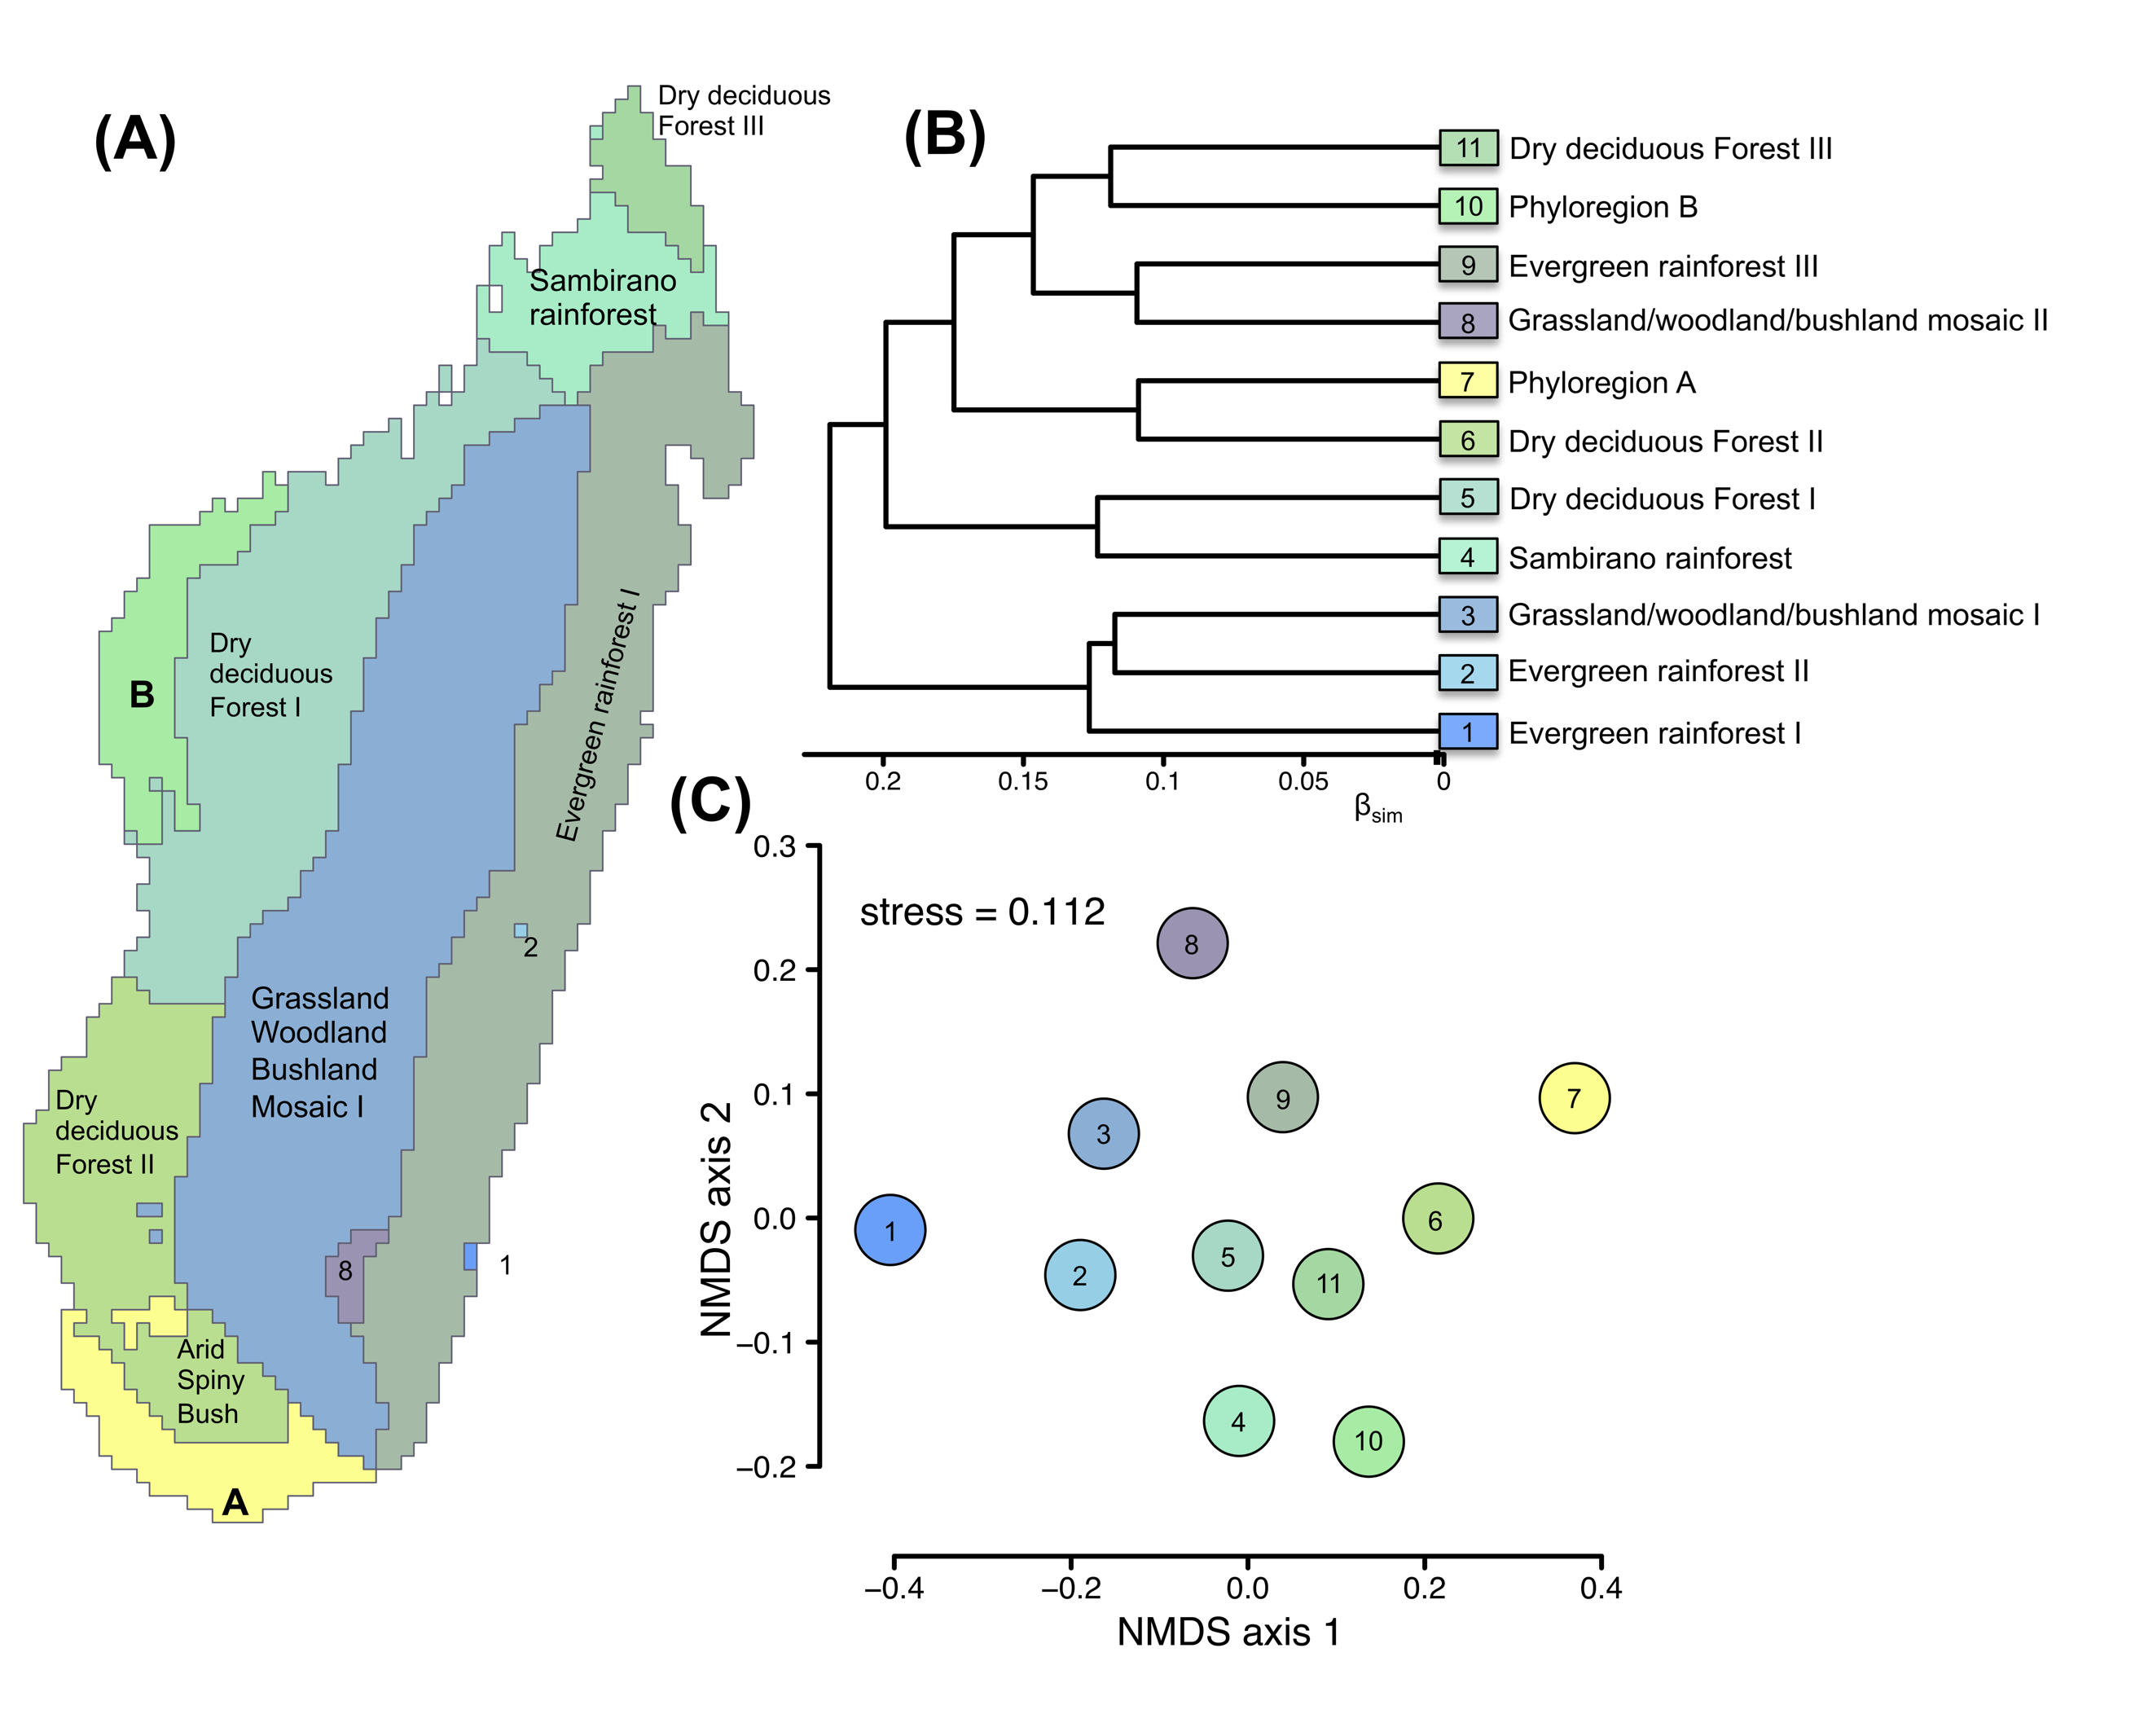 (A)
Dry deciduous
Forest III
Sambirano
rainforest
B
Dry
deciduous
Forest I
Evergreen rainforest I
2
Grassland
Woodland
Bushland
Mosaic I
Dry
deciduous
Forest II
8
1
Arid
Spiny
Bush
A
(B)
11 Dry deciduous Forest III
10 Phyloregion B
9 Evergreen rainforest III
8 Grassland/woodland/bushland mosaic II
7 Phyloregion A
6 Dry deciduous Forest II
5 Dry deciduous Forest I
4 Sambirano rainforest
3 Grassland/woodland/bushland mosaic I
2 Evergreen rainforest II
1 Evergreen rainforest I
0.2 0.15 0.1 0.05 0
βsim
(C)
0.3
stress = 0.112
8
0.2
0.1
9
7
3
0.0
1
6
2
5
11
−0.1
4
10
−0.2
NMDS axis 2
−0.4 −0.2 0.0 0.2 0.4
NMDS axis 1